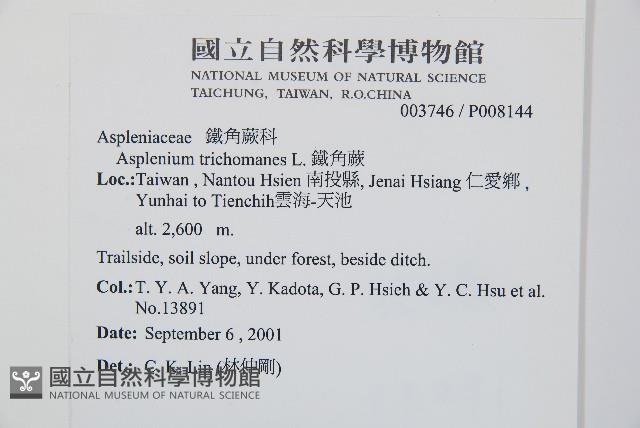 國立自然科學博物館
NATIONAL MUSEUM OF NATURAL SCIENCE
TAICHUNG, TAIWAN, R.O.CHINA
003746 / P008144
Aspleniaceae 鐵角蕨科
Asplenium trichomanes L. 鐵角蕨
Loc.:Taiwan , Nantou Hsien 南投縣, Jenai Hsiang 仁愛鄉 ,
Yunhai to Tienchih雲海-天池
alt. 2,600 m.
Trailside, soil slope, under forest, beside ditch.
Col.: T. Y. A. Yang, Y. Kadota, G. P. Hsieh & Y. C. Hsu et al.
No.13891
Date: September 6 , 2001
Det.: C. K. Lin (林仲剛)
國立自然科學博物館
NATIONAL MUSEUM OF NATURAL SCIENCE